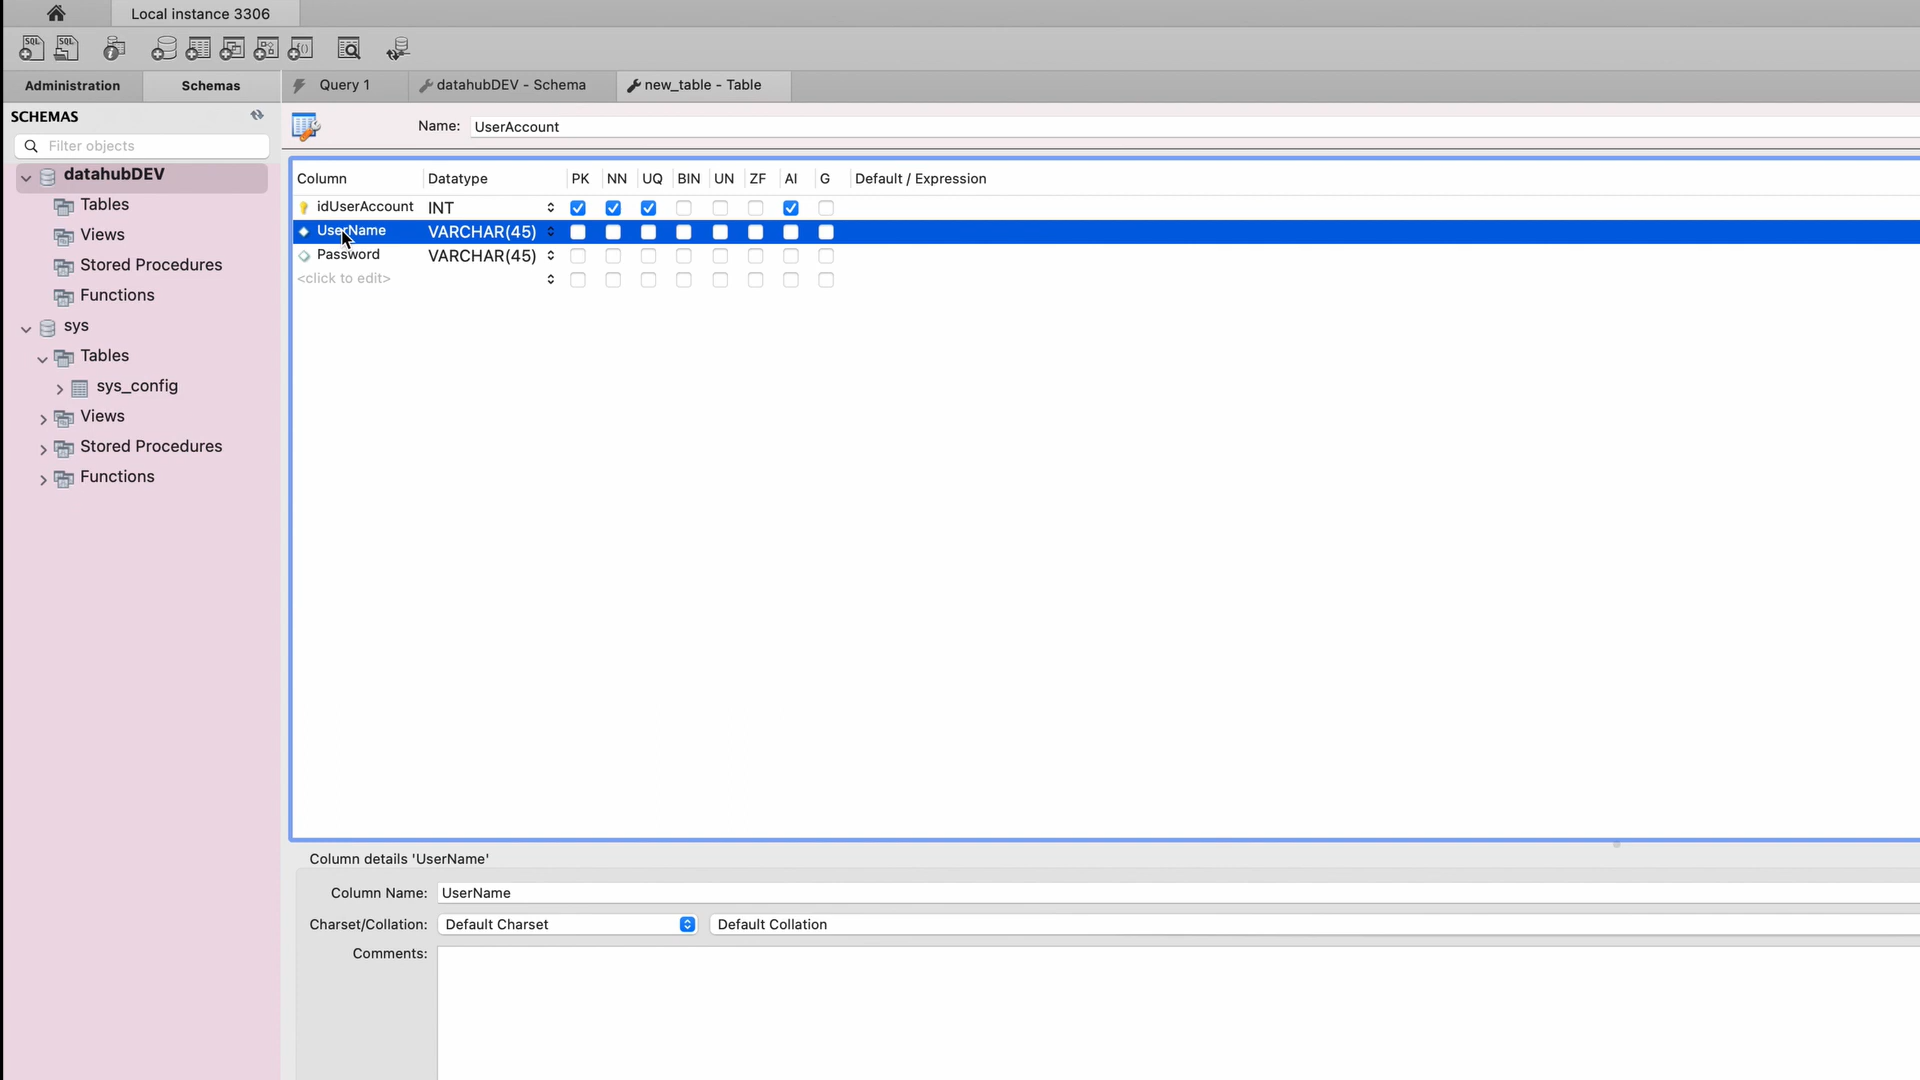 Local instance 3306
SQL SQL
Administration Schemas Query 1 datahubDEV - Schema new_table - Table
SCHEMAS
Filter objects
datahubDEV
Tables
Views
Stored Procedures
Functions
sys
Tables
sys_config
Views
Stored Procedures
Functions
Name: UserAccount
Column Datatype PK NN UQ BIN UN ZF AI G Default / Expression
idUserAccount INT
UserName VARCHAR(45)
Password VARCHAR(45)
<click to edit>
Column details 'UserName'
Column Name: UserName
Charset/Collation: Default Charset Default Collation
Comments: